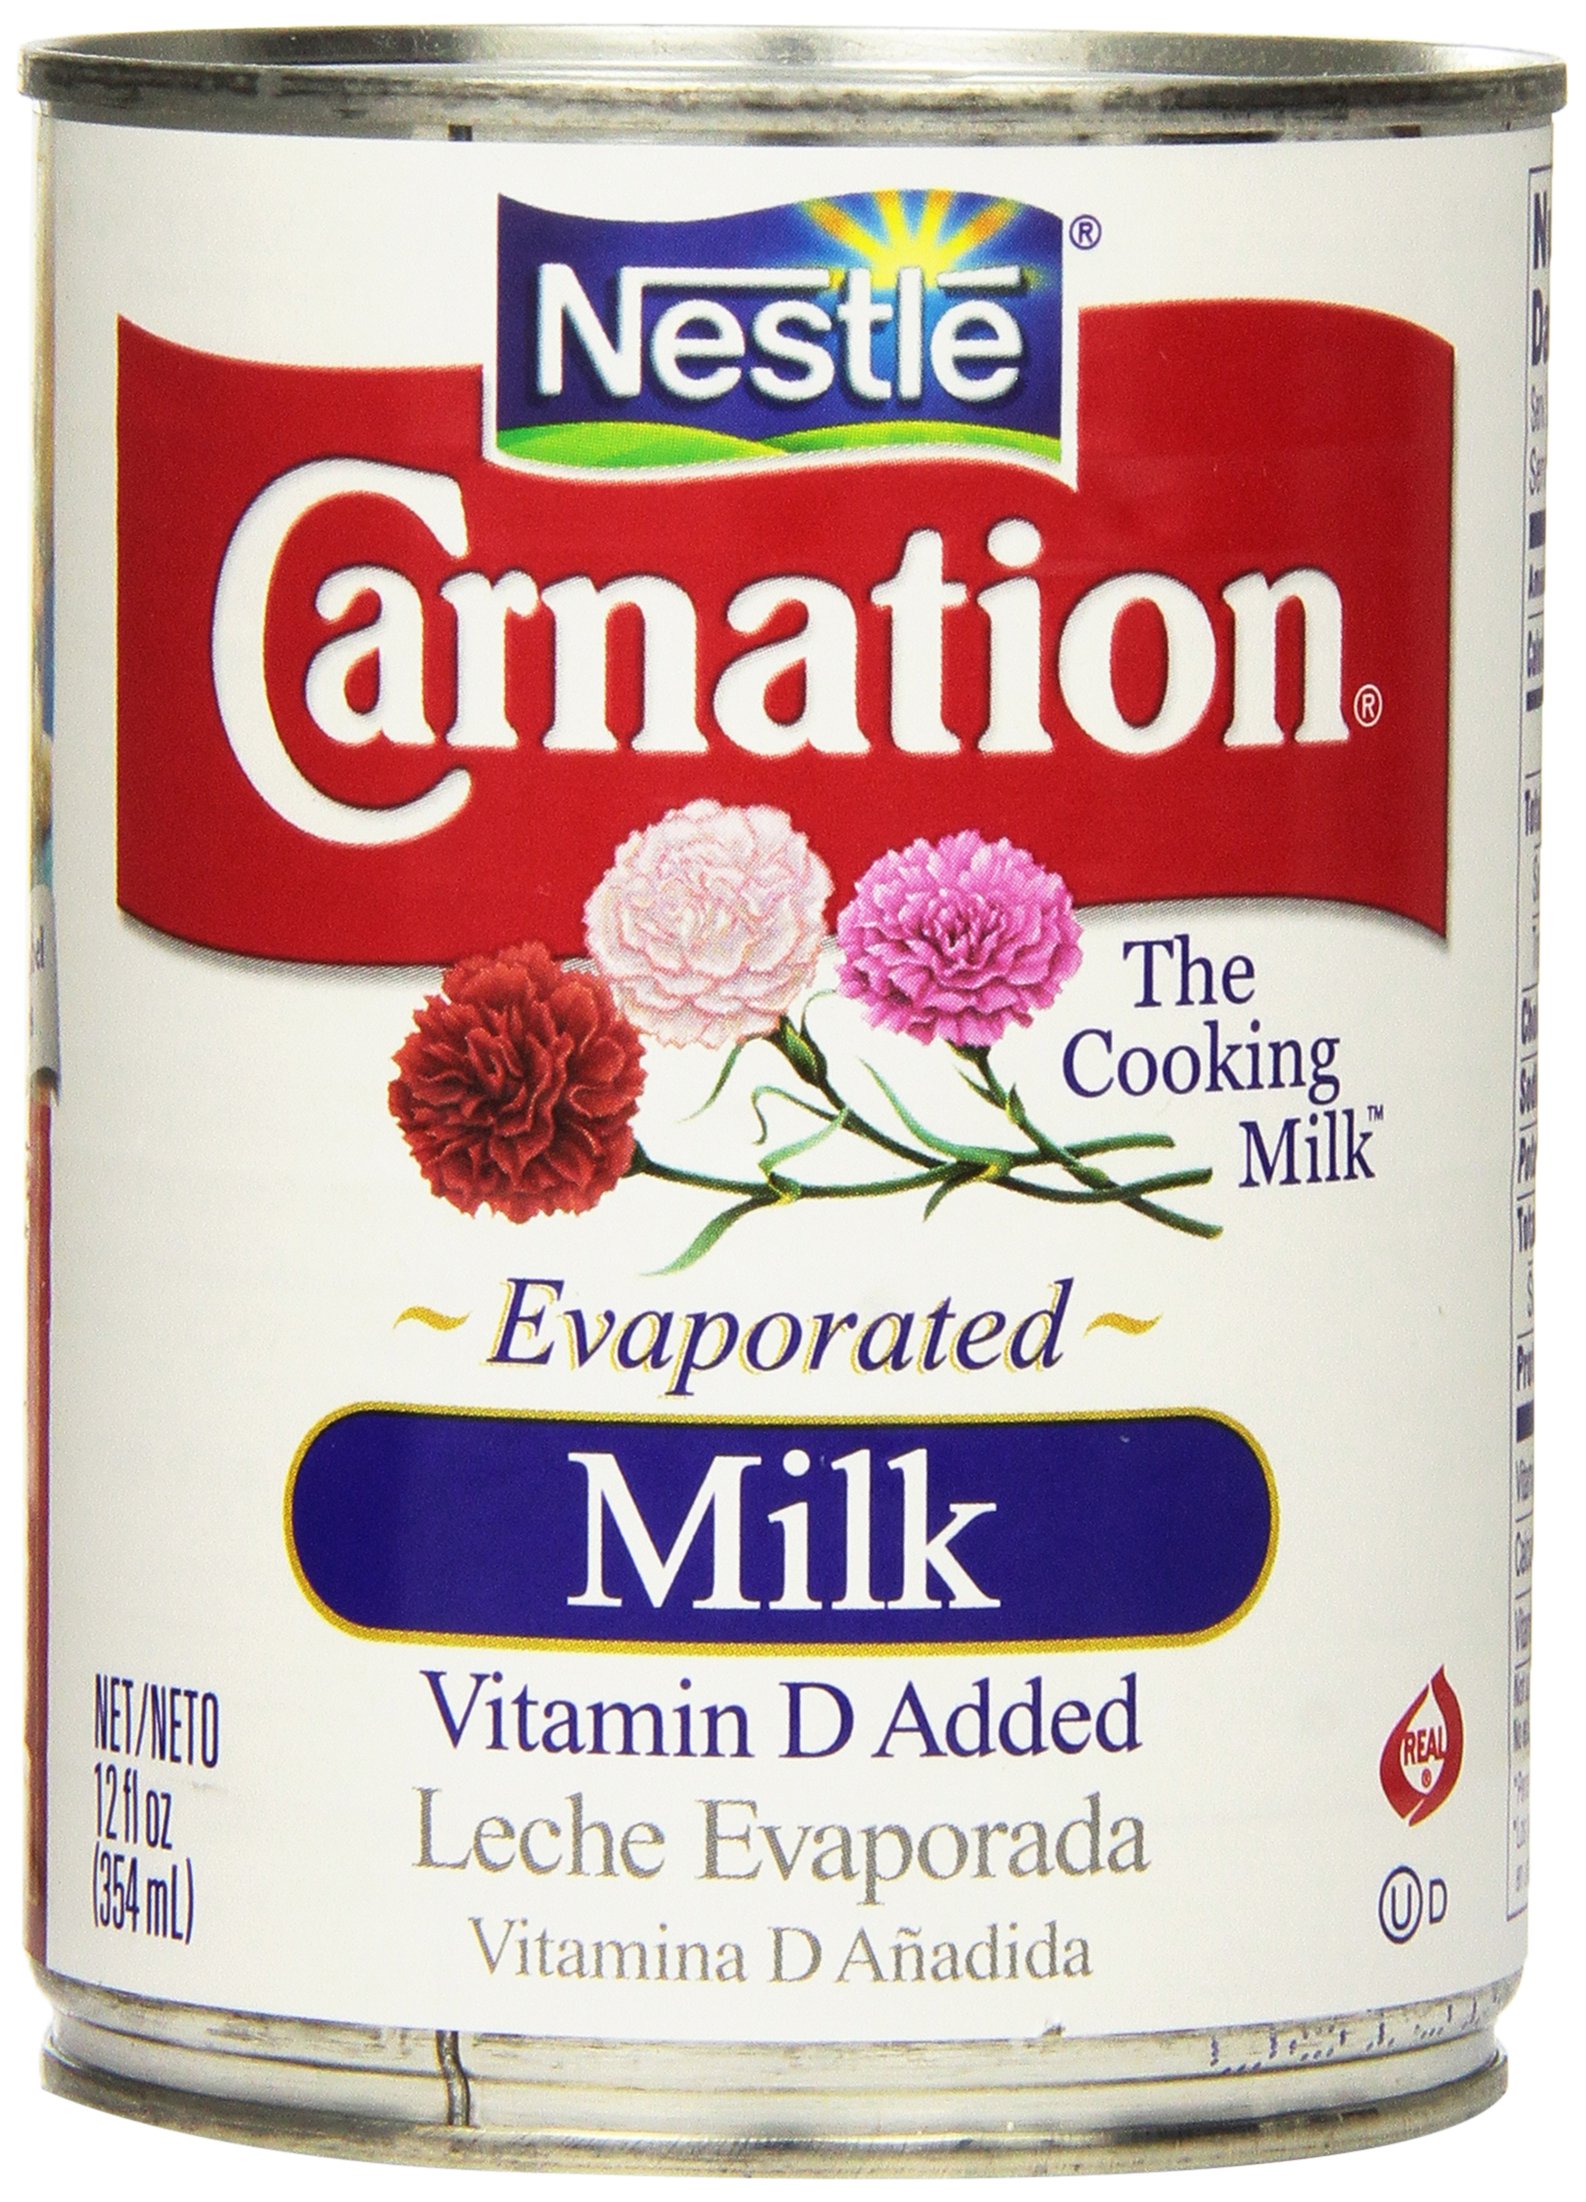 Nestlé ®
Carnation®
The
Cooking
Milk™
~ Evaporated ~
Milk
Vitamin D Added
Leche Evaporada
Vitamina D Añadida
NET/NETO
12 fl oz
(354 mL)
REAL
®
U D